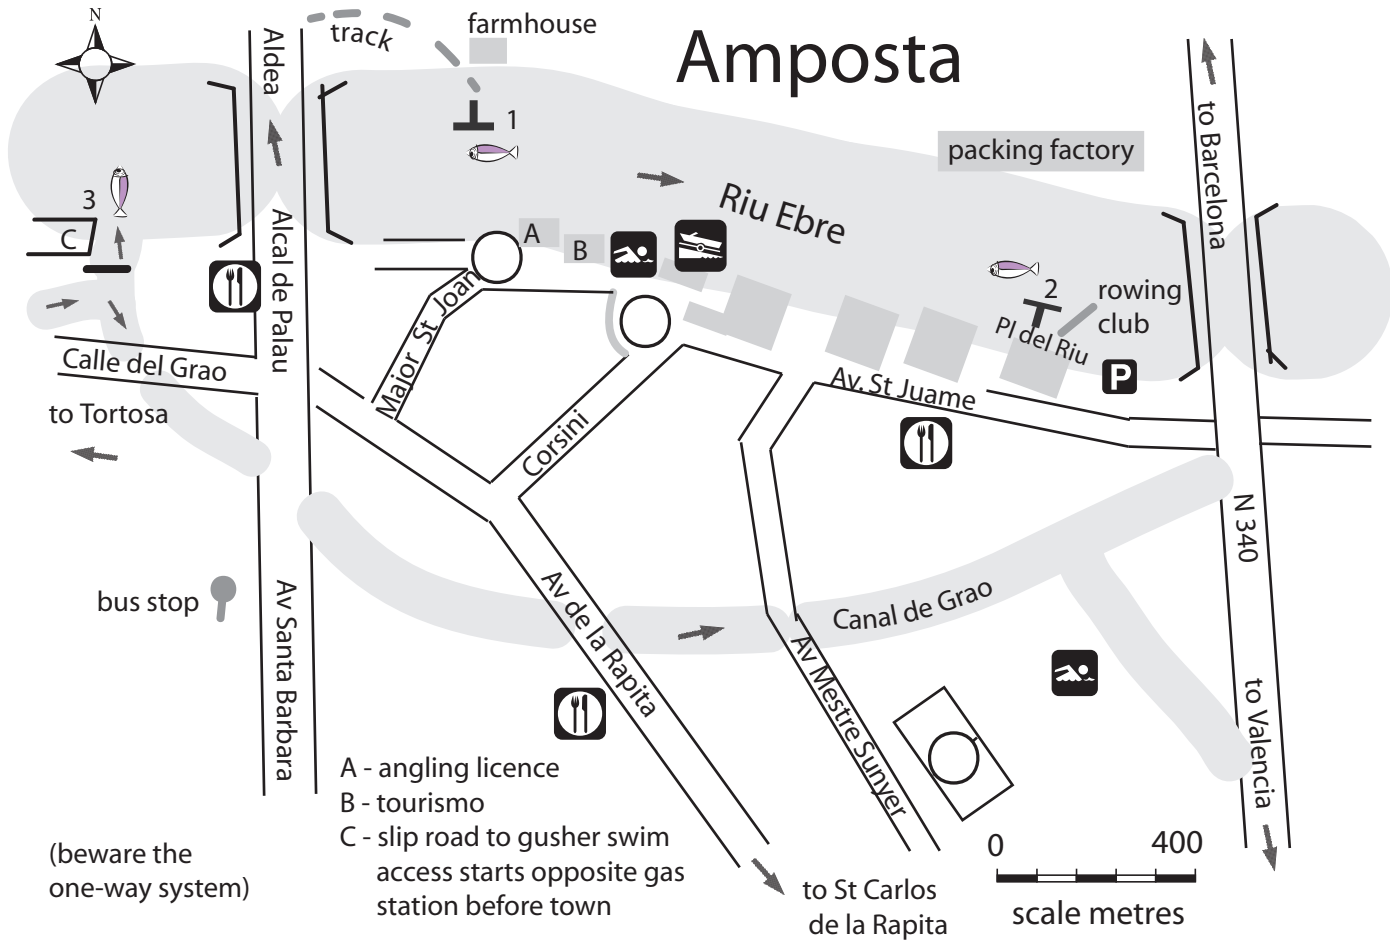 N
Aldea
track
farmhouse
Amposta
to Barcelona
1
packing factory
3
C
Riu Ebre
A
B
Alcal de Palau
Major St Joan
2
rowing
club
Pl del Riu
P
Calle del Grao
to Tortosa
Av. St Juame
Corsini
N 340
bus stop
Av Santa Barbara
Av de la Rapita
Canal de Grao
Av Mestre Sunyer
to Valencia
A - angling licence
B - tourismo
C - slip road to gusher swim
access starts opposite gas
station before town
(beware the
one-way system)
0 400
scale metres
to St Carlos
de la Rapita